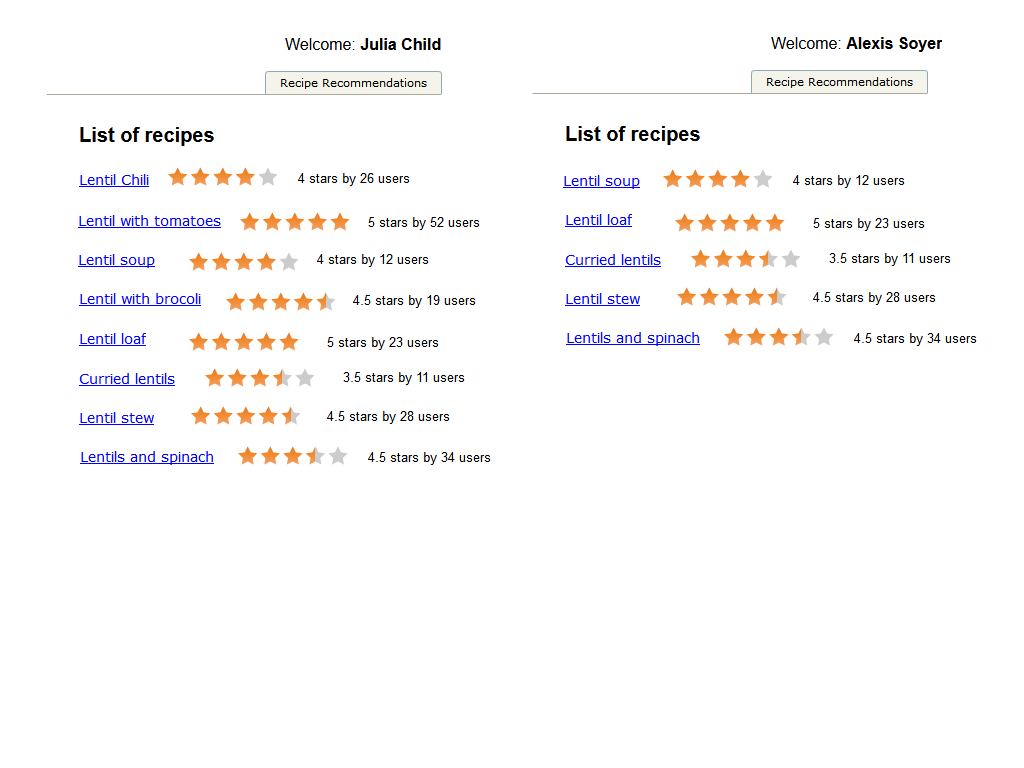 Welcome: Julia Child
Recipe Recommendations
List of recipes
Lentil Chili 4 stars by 26 users
Lentil with tomatoes 5 stars by 52 users
Lentil soup 4 stars by 12 users
Lentil with brocoli 4.5 stars by 19 users
Lentil loaf 5 stars by 23 users
Curried lentils 3.5 stars by 11 users
Lentil stew 4.5 stars by 28 users
Lentils and spinach 4.5 stars by 34 users
Welcome: Alexis Soyer
Recipe Recommendations
List of recipes
Lentil soup 4 stars by 12 users
Lentil loaf 5 stars by 23 users
Curried lentils 3.5 stars by 11 users
Lentil stew 4.5 stars by 28 users
Lentils and spinach 4.5 stars by 34 users